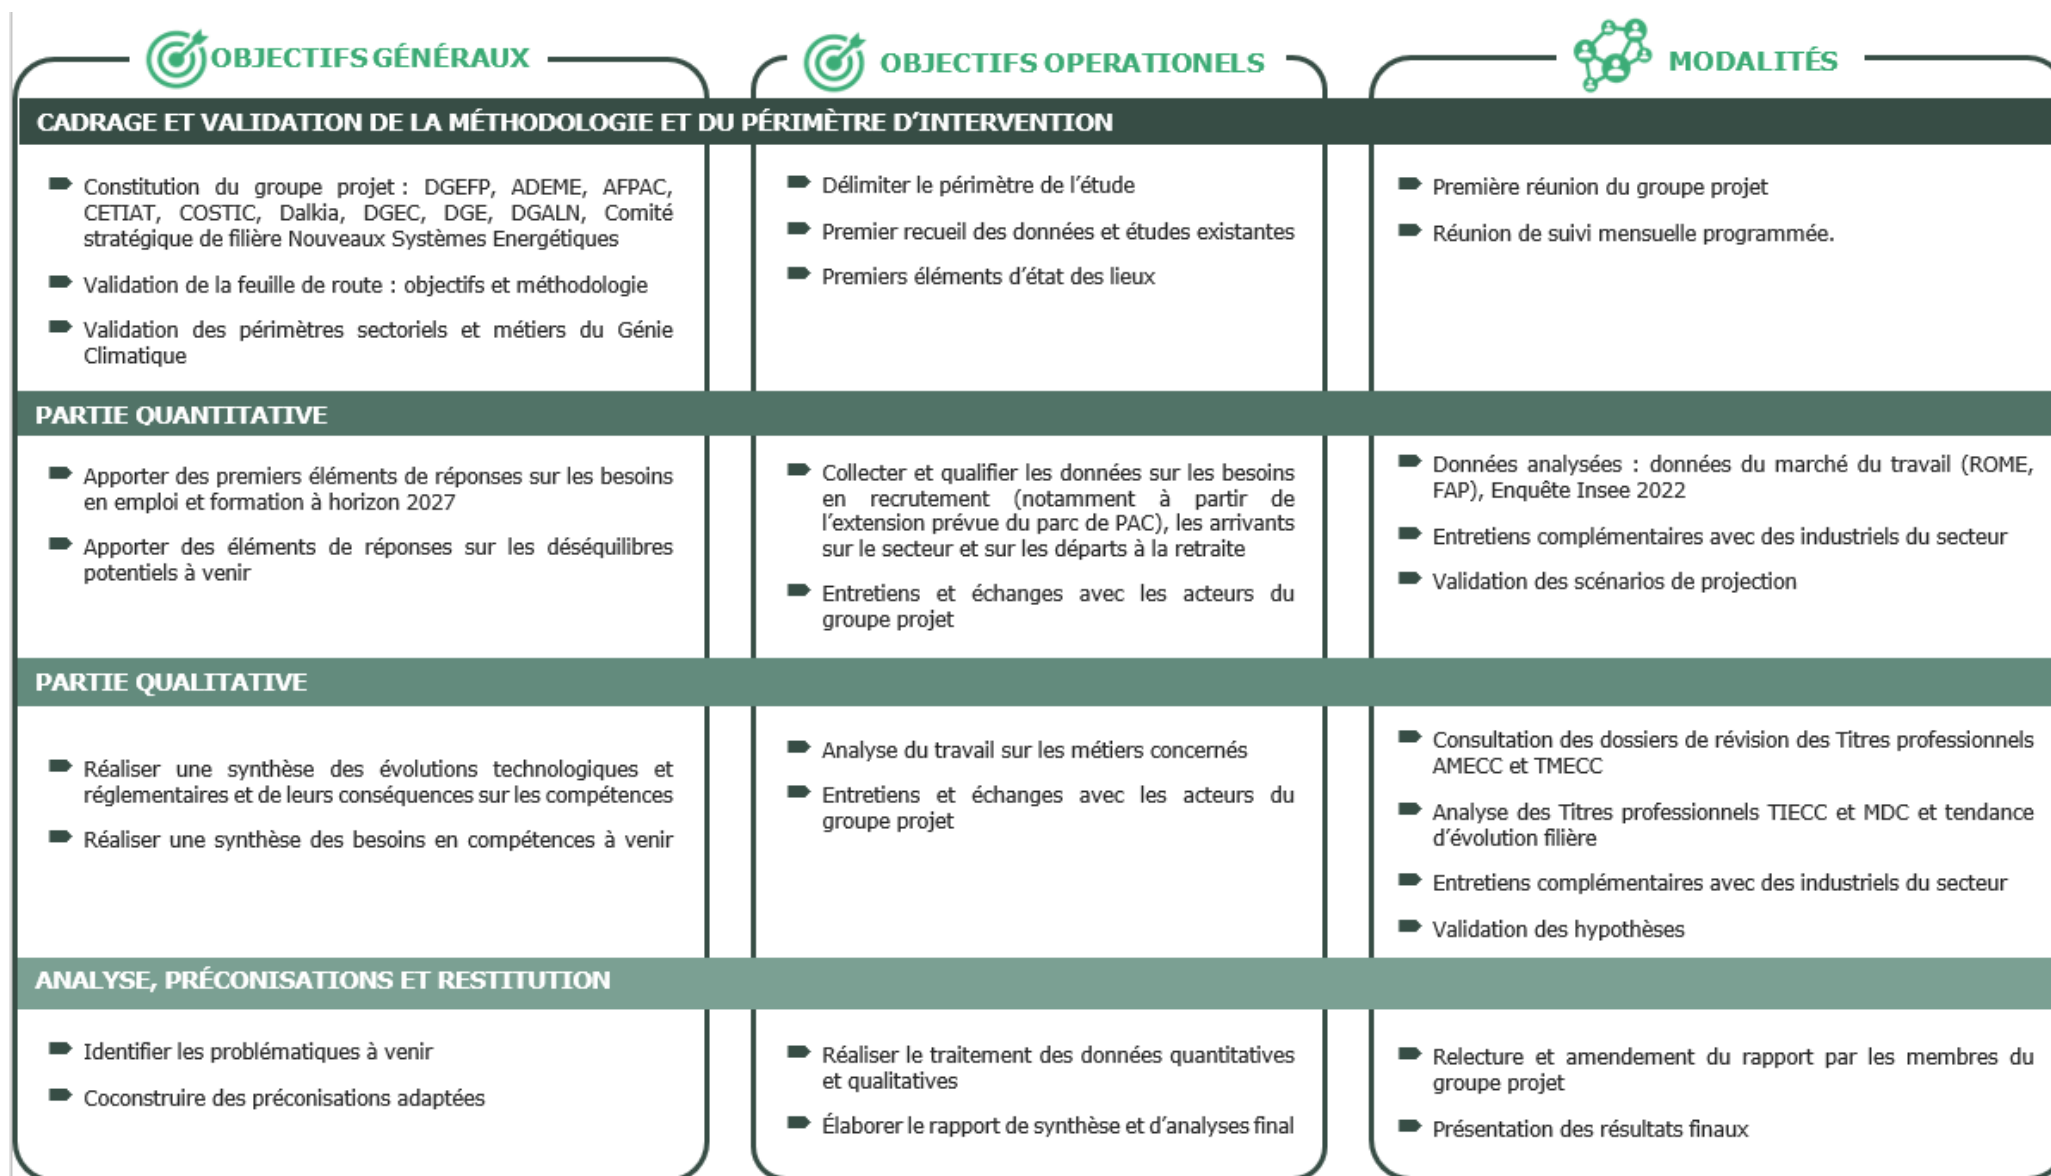 OBJECTIFS GÉNÉRAUX
OBJECTIFS OPERATIONELS
MODALITÉS
CADRAGE ET VALIDATION DE LA MÉTHODOLOGIE ET DU PÉRIMÈTRE D'INTERVENTION
Constitution du groupe projet : DGEFP, ADEME, AFPAC,
CETIAT, COSTIC, Dalkia, DGEC, DGE, DGALN, Comité
stratégique de filière Nouveaux Systèmes Energétiques
Validation de la feuille de route : objectifs et méthodologie
Validation des périmètres sectoriels et métiers du Génie
Climatique
Délimiter le périmètre de l'étude
Premier recueil des données et études existantes
Premiers éléments d'état des lieux
Première réunion du groupe projet
Réunion de suivi mensuelle programmée.
PARTIE QUANTITATIVE
Apporter des premiers éléments de réponses sur les besoins
en emploi et formation à horizon 2027
Apporter des éléments de réponses sur les déséquilibres
potentiels à venir
Collecter et qualifier les données sur les besoins
en recrutement (notamment à partir de
l'extension prévue du parc de PAC), les arrivants
sur le secteur et sur les départs à la retraite
Entretiens et échanges avec les acteurs du
groupe projet
Données analysées : données du marché du travail (ROME,
FAP), Enquête Insee 2022
Entretiens complémentaires avec des industriels du secteur
Validation des scénarios de projection
PARTIE QUALITATIVE
Réaliser une synthèse des évolutions technologiques et
réglementaires et de leurs conséquences sur les compétences
Réaliser une synthèse des besoins en compétences à venir
Analyse du travail sur les métiers concernés
Entretiens et échanges avec les acteurs du
groupe projet
Consultation des dossiers de révision des Titres professionnels
AMECC et TMECC
Analyse des Titres professionnels TIECC et MDC et tendance
d'évolution filière
Entretiens complémentaires avec des industriels du secteur
Validation des hypothèses
ANALYSE, PRÉCONISATIONS ET RESTITUTION
Identifier les problématiques à venir
Coconstruire des préconisations adaptées
Réaliser le traitement des données quantitatives
et qualitatives
Élaborer le rapport de synthèse et d'analyses final
Relecture et amendement du rapport par les membres du
groupe projet
Présentation des résultats finaux